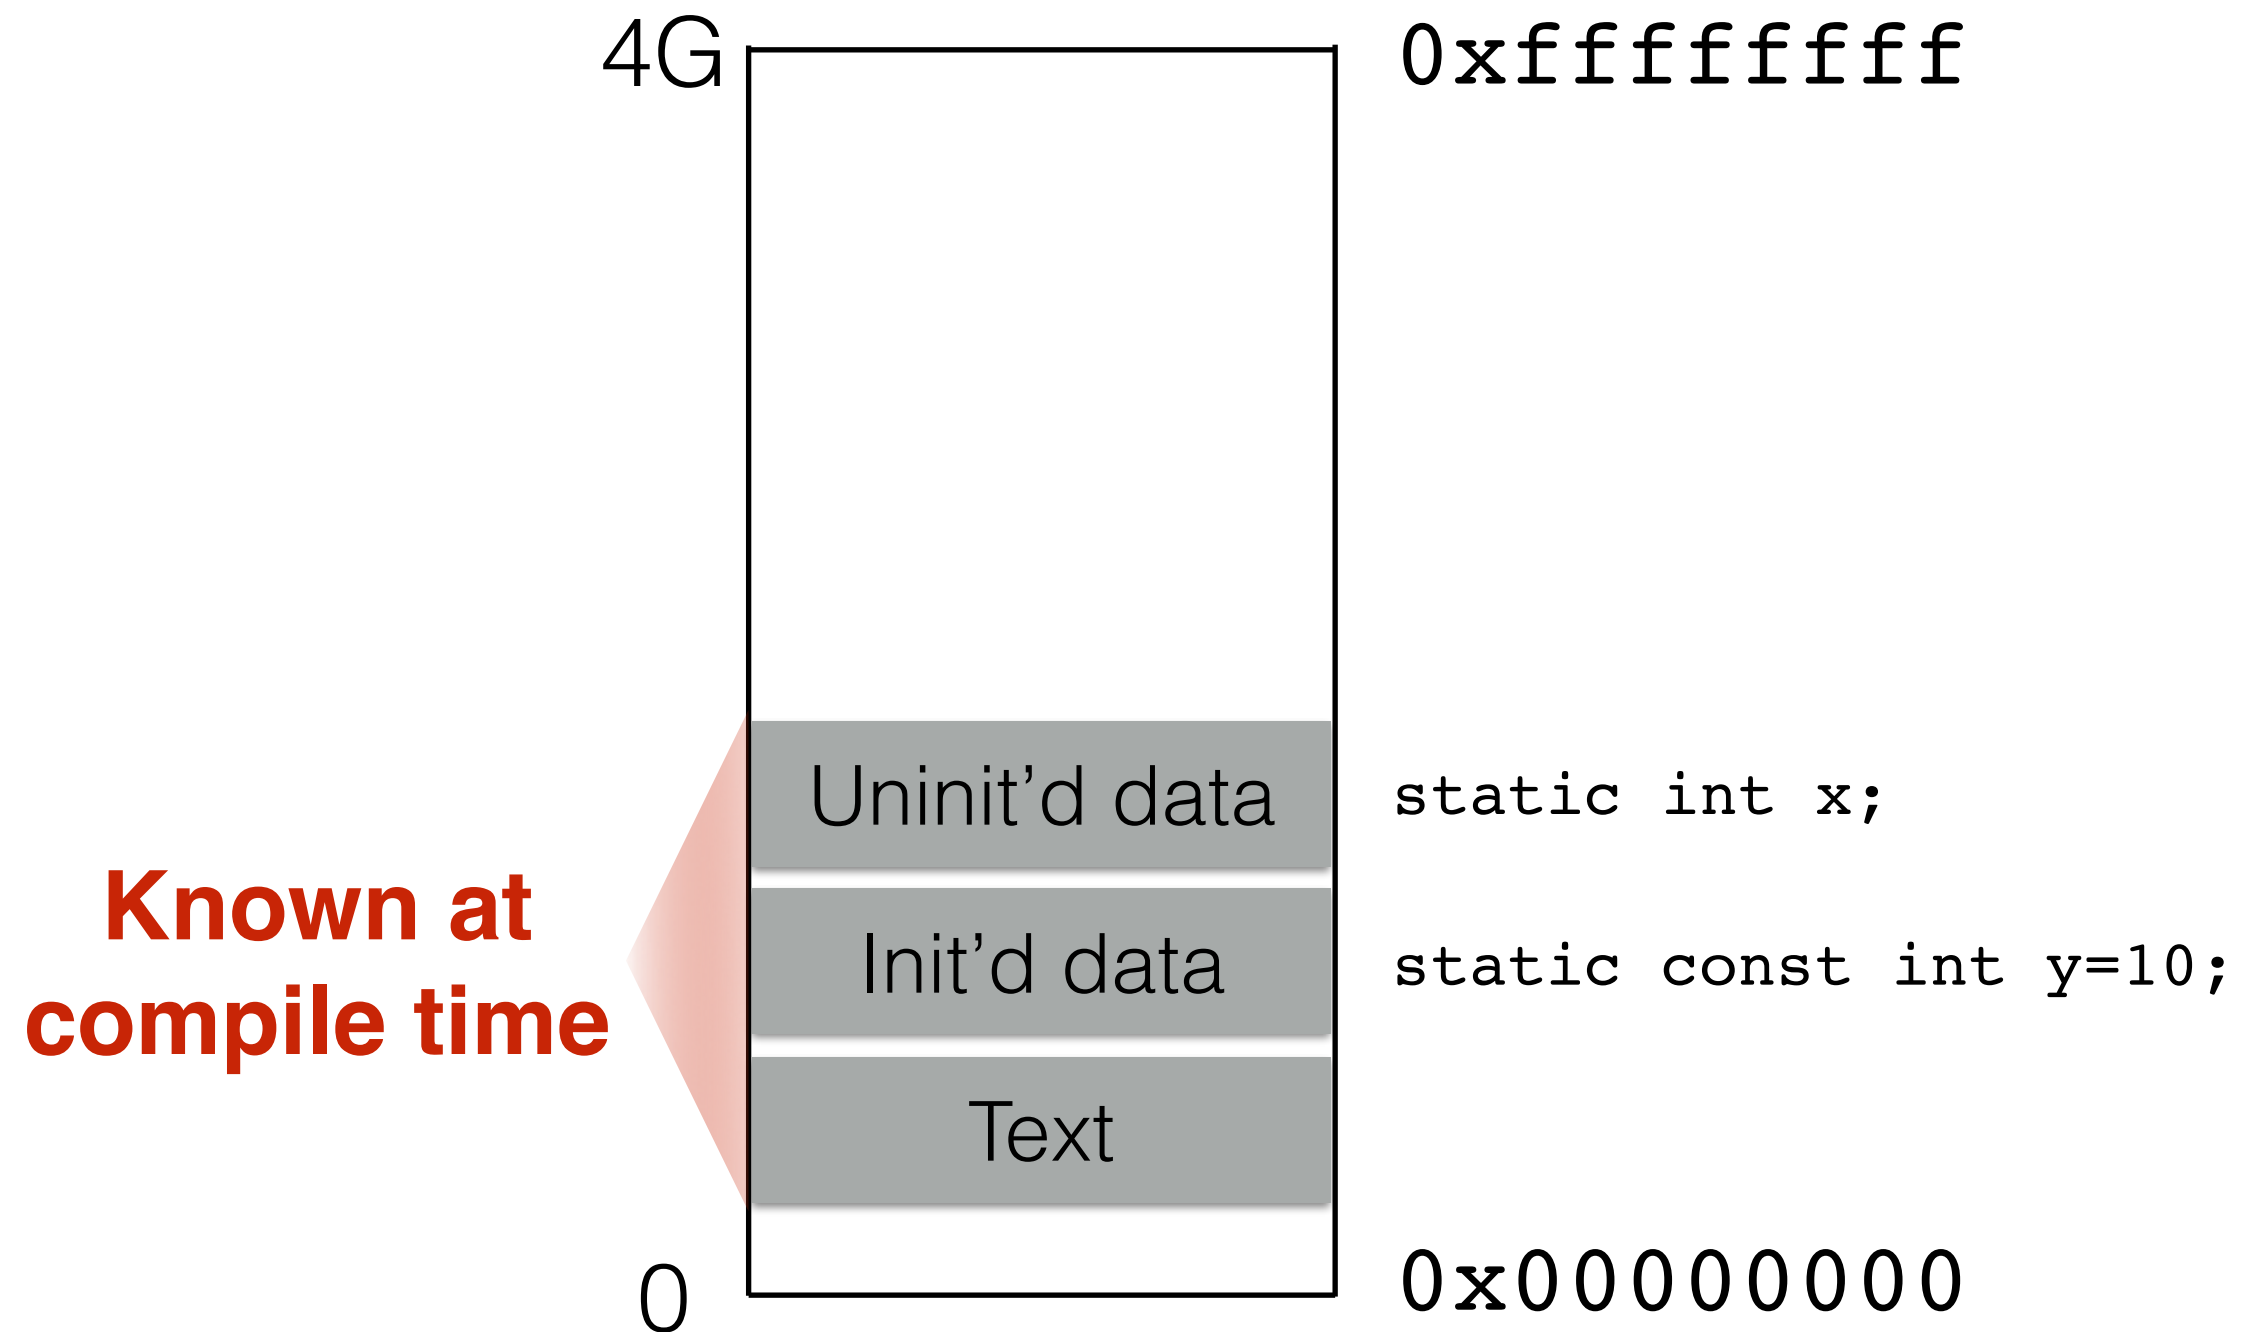 4G
0xffffffff
Uninit’d data
static int x;
Known at
compile time
Init’d data
static const int y=10;
Text
0
0x00000000